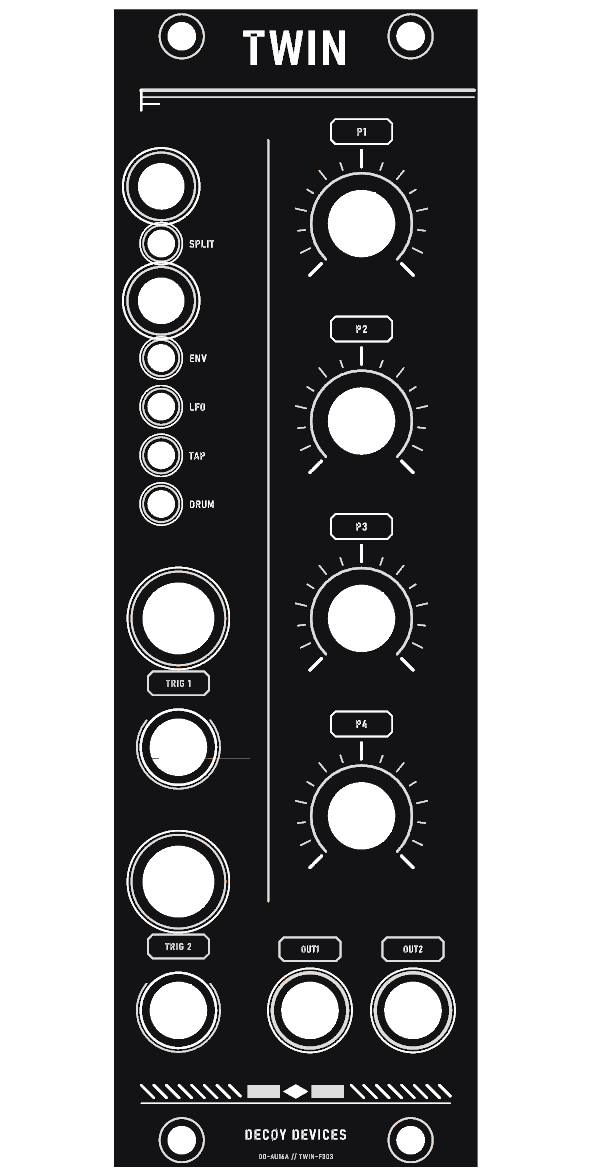 TWIN
P1
SPLIT
P2
ENV
LFO
TAP
DRUM
P3
TRIG 1
P4
TRIG 2
OUT1
OUT2
DECOY DEVICES